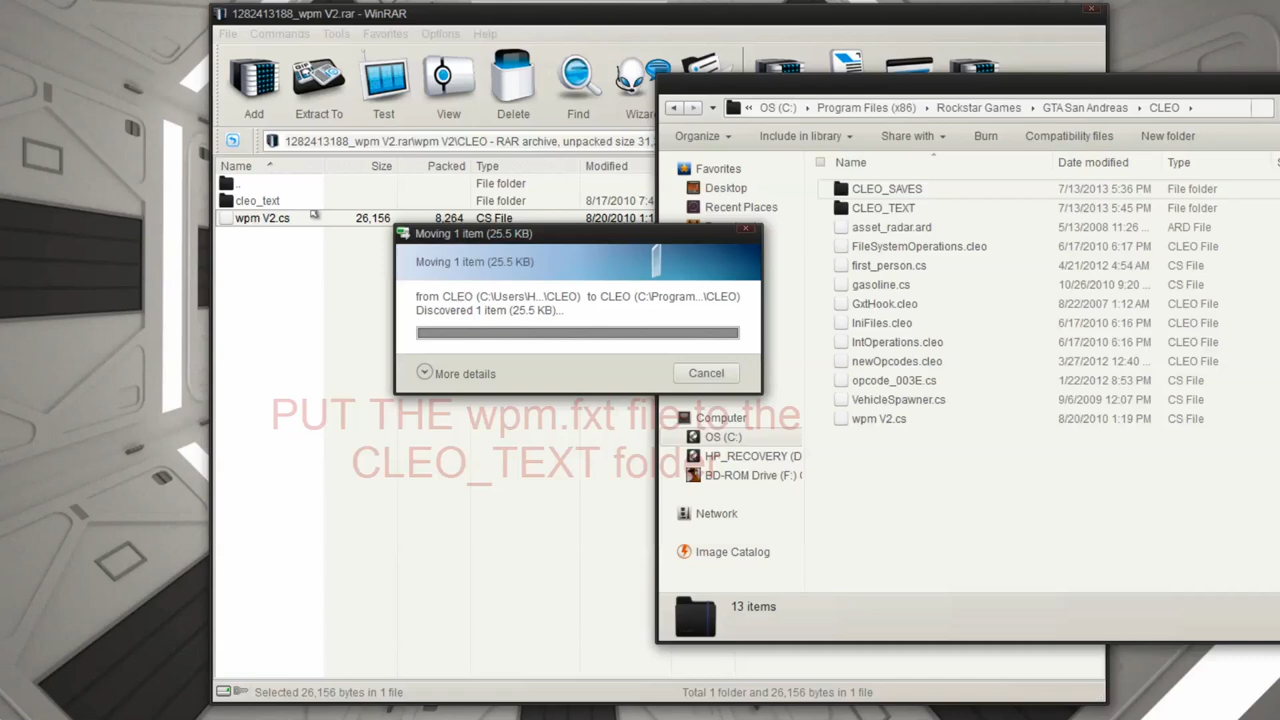 1282413188_wpm V2.rar - WinRAR
File Commands Tools Favorites Options Help
Add Extract To Test View Delete Find Wizar
1282413188_wpm V2.rar\wpm V2\CLEO - RAR archive, unpacked size 31,
Name Size Packed Type Modified
.. File folder
cleo_text File folder 8/17/2010 7:4
wpm V2.cs 26,156 8,264 CS File 8/20/2010 1:1
Moving 1 item (25.5 KB)
Moving 1 item (25.5 KB)
from CLEO (C:\Users\H...\CLEO) to CLEO (C:\Program...\CLEO)
Discovered 1 item (25.5 KB)...
More details Cancel
PUT THE wpm.fxt file to the
CLEO_TEXT folder
Selected 26,156 bytes in 1 file Total 1 folder and 26,156 bytes in 1 file
« OS (C:) Program Files (x86) Rockstar Games GTA San Andreas CLEO
Organize Include in library Share with Burn Compatibility files New folder
Favorites
Desktop
Recent Places
Computer
OS (C:)
HP_RECOVERY (D
BD-ROM Drive (F:)
Network
Image Catalog
Name Date modified Type
CLEO_SAVES 7/13/2013 5:36 PM File folder
CLEO_TEXT 7/13/2013 5:45 PM File folder
asset_radar.ard 5/13/2008 11:26 ... ARD File
FileSystemOperations.cleo 6/17/2010 6:17 PM CLEO File
first_person.cs 4/21/2012 4:54 AM CS File
gasoline.cs 10/26/2010 9:20 ... CS File
GxtHook.cleo 8/22/2007 1:12 AM CLEO File
IniFiles.cleo 6/17/2010 6:16 PM CLEO File
IntOperations.cleo 6/17/2010 6:16 PM CLEO File
newOpcodes.cleo 3/27/2012 12:40 ... CLEO File
opcode_003E.cs 1/22/2012 8:53 PM CS File
VehicleSpawner.cs 9/6/2009 12:07 PM CS File
wpm V2.cs 8/20/2010 1:19 PM CS File
13 items